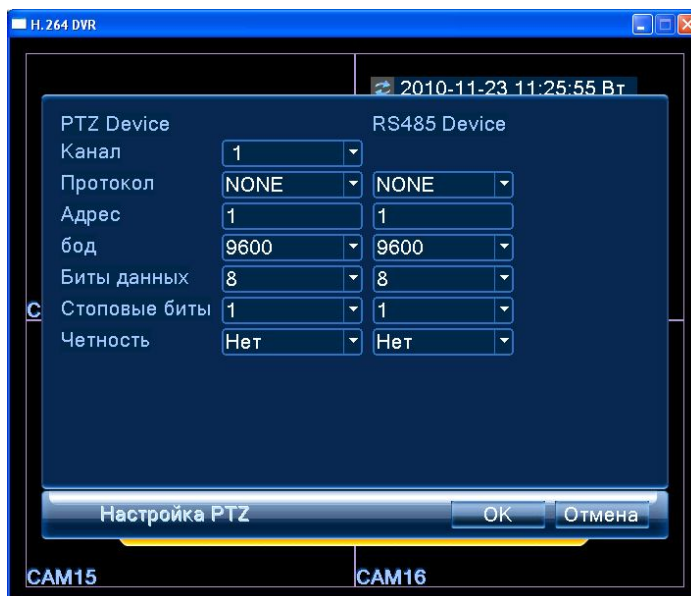 H.264 DVR
2010-11-23 11:25:55 Вт
PTZ Device RS485 Device
Канал 1
Протокол NONE NONE
Адрес 1 1
бод 9600 9600
Биты данных 8 8
C
Стоповые биты 1 1
Четность Нет Нет
Настройка PTZ OK Отмена
CAM15 CAM16